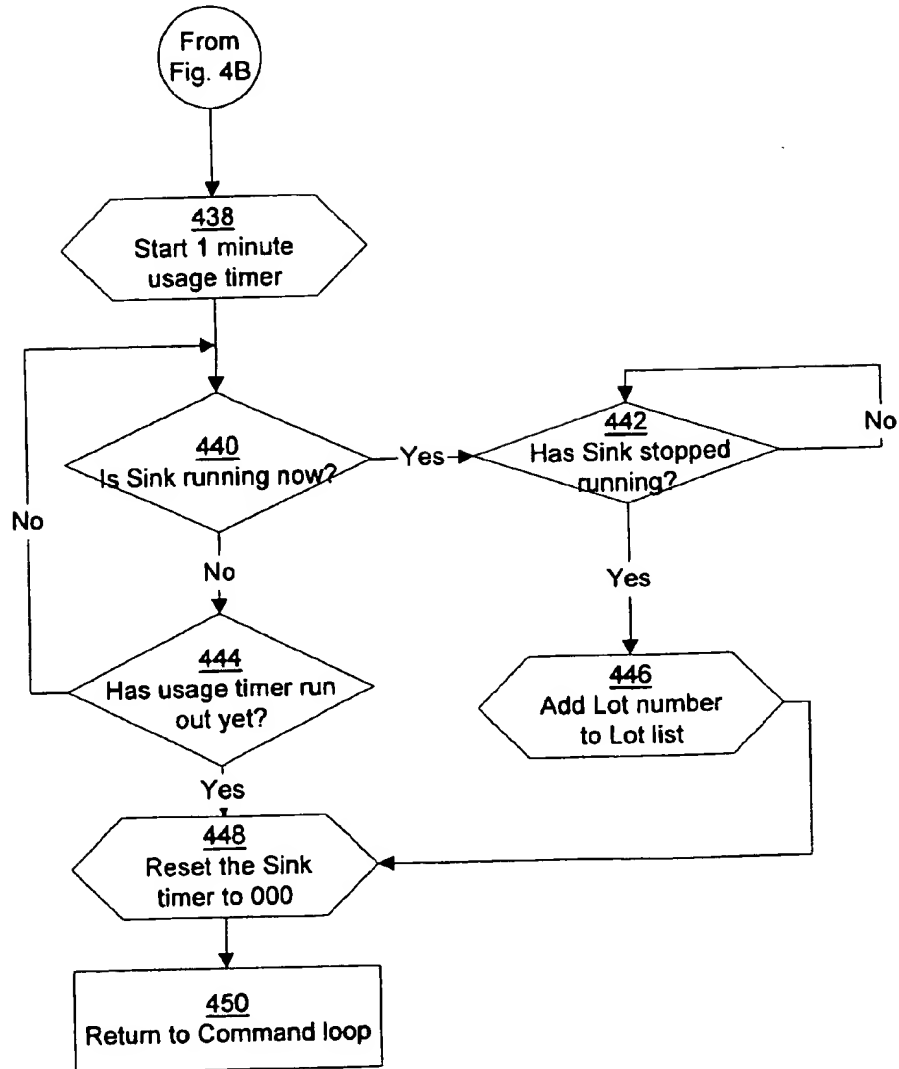 From
Fig. 4B
438
Start 1 minute
usage timer
440
Is Sink running now?
Yes
442
Has Sink stopped
running?
No
No
No
Yes
444
Has usage timer run
out yet?
446
Add Lot number
to Lot list
Yes
448
Reset the Sink
timer to 000
450
Return to Command loop